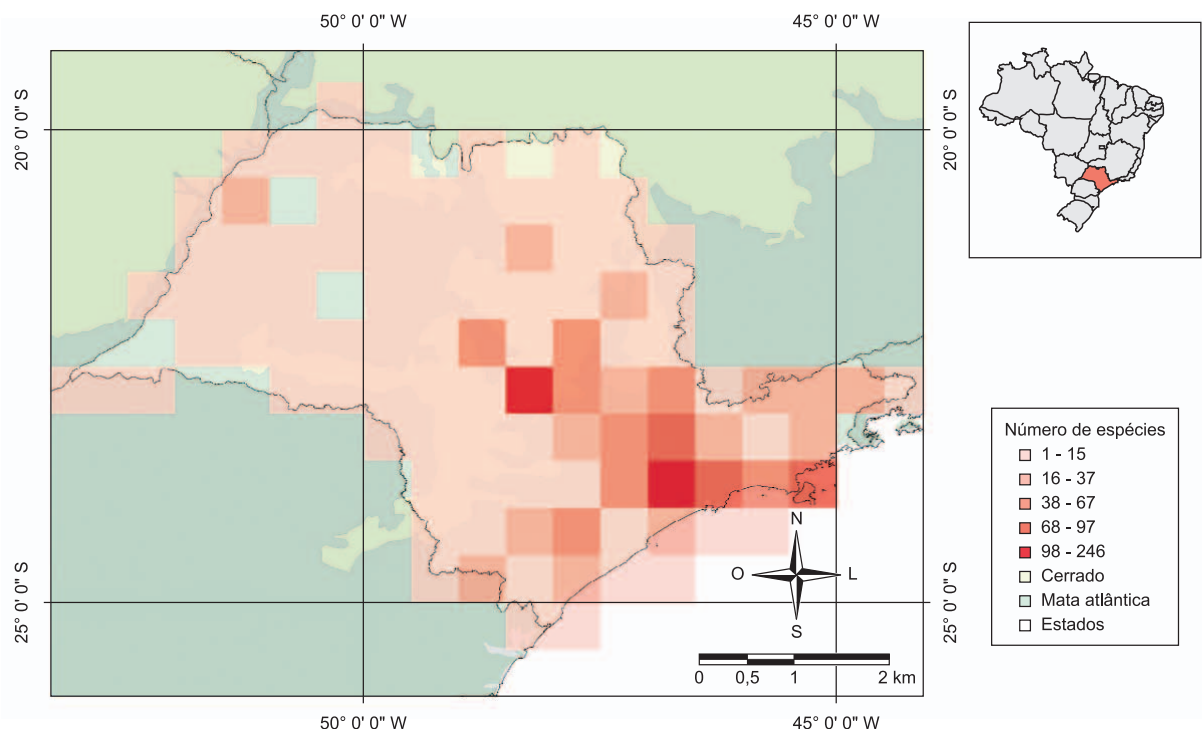 50° 0' 0" W
45° 0' 0" W
20° 0' 0" S
20° 0' 0" S
25° 0' 0" S
25° 0' 0" S
N
O
L
S
0
0,5
1
2 km
50° 0' 0" W
45° 0' 0" W
Número de espécies
1 - 15
16 - 37
38 - 67
68 - 97
98 - 246
Cerrado
Mata atlântica
Estados